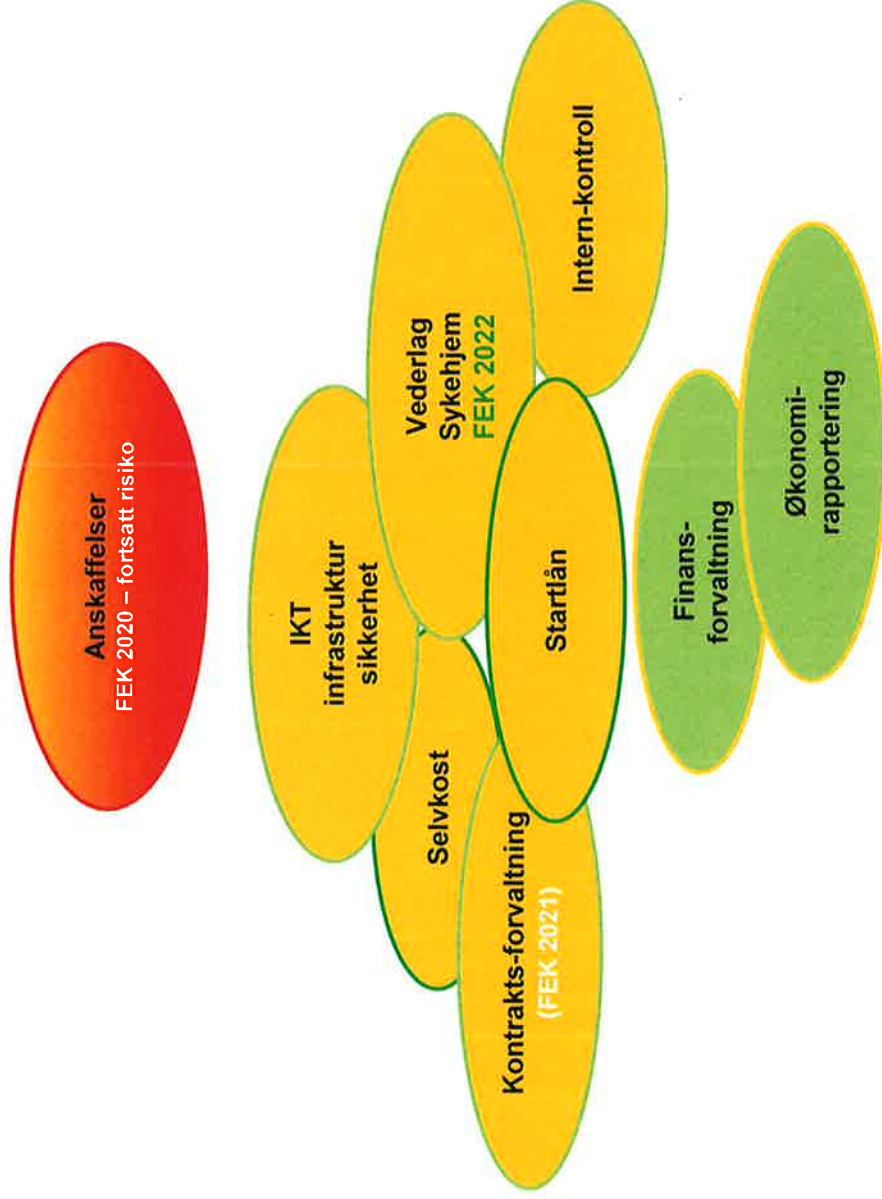 Anskaffelser
FEK 2020 – fortsatt risiko
IKT
infrastruktur
sikkerhet
Selvkost
Vederlag
Sykehjem
FEK 2022
Kontrakts-forvaltning
(FEK 2021)
Startlån
Intern-kontroll
Finans-
forvaltning
Økonomi-
rapportering